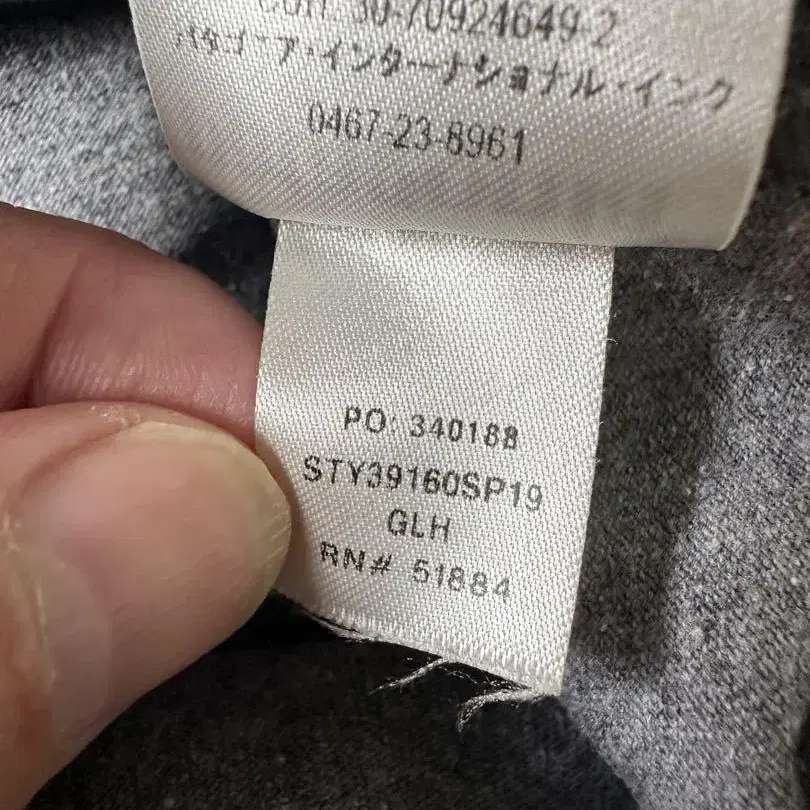 CUIT: 30-70924649-2
パタゴニア・インターナショナル・インク
0467-23-8961
PO: 340188
STY39160SP19
GLH
RN# 51884